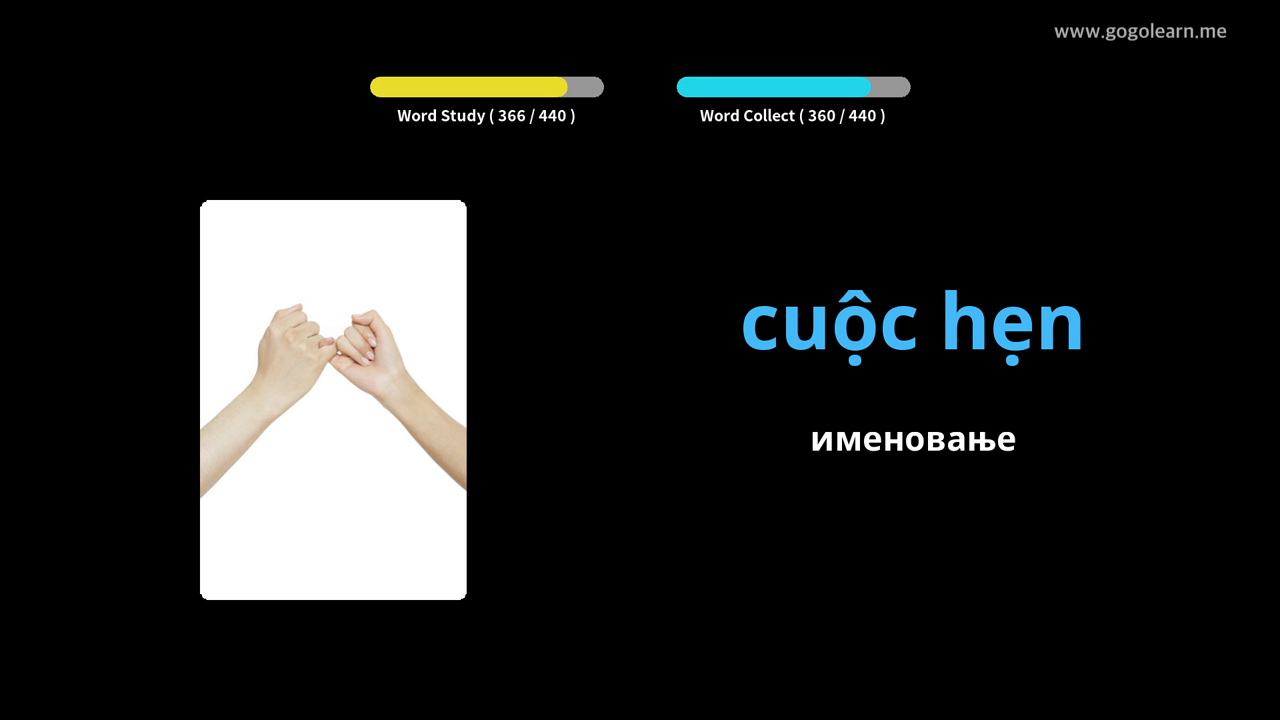 www.gogolearn.me
Word Study ( 366 / 440 )
Word Collect ( 360 / 440 )
cuộc hẹn
именовање